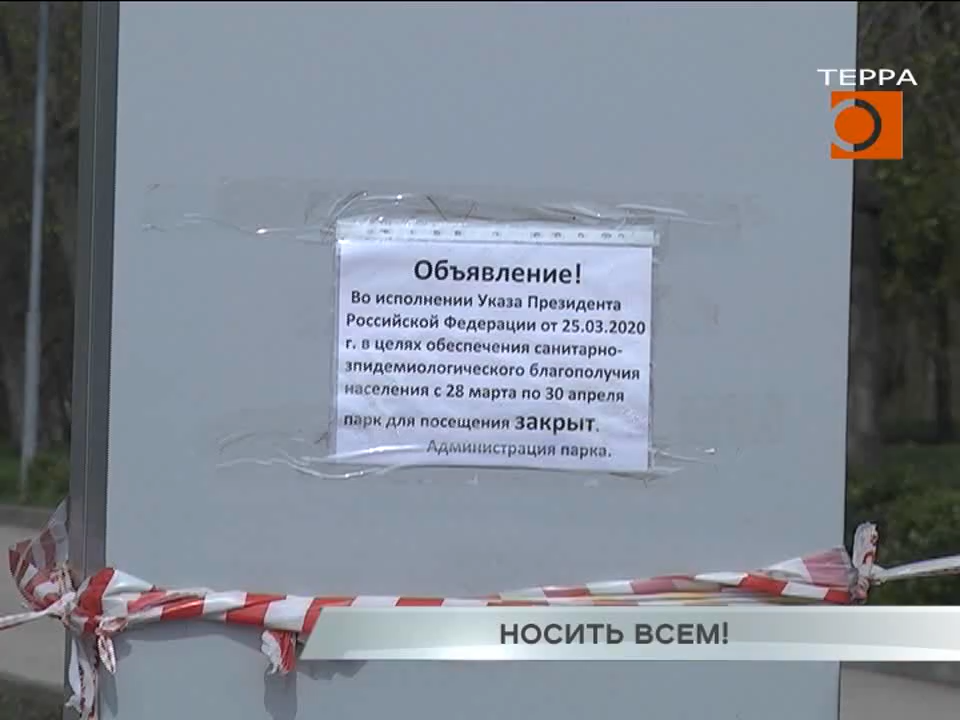 ТЕРРА
Объявление!
Во исполнении Указа Президента
Российской Федерации от 25.03.2020
г. в целях обеспечения санитарно-
эпидемиологического благополучия
населения с 28 марта по 30 апреля
парк для посещения закрыт.
Администрация парка.
НОСИТЬ ВСЕМ!